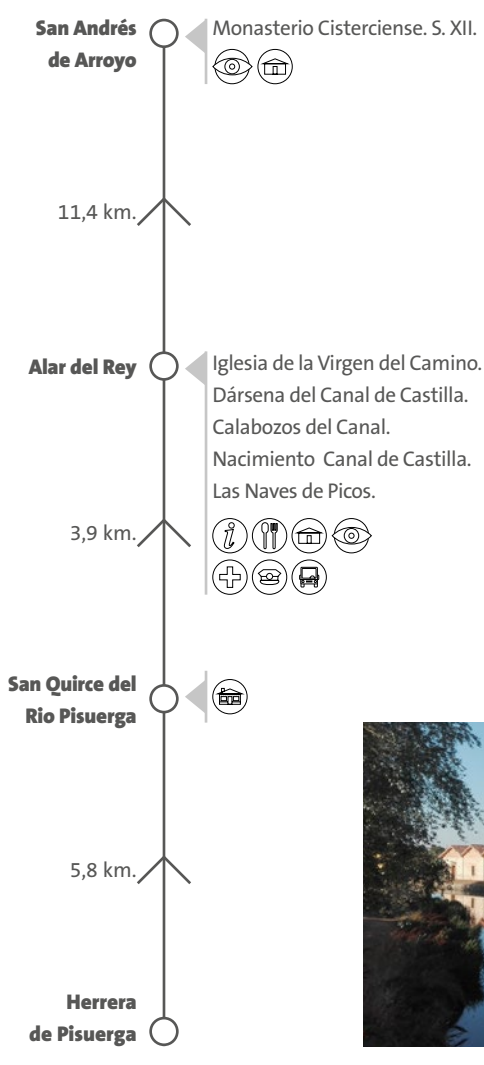 San Andrés
de Arroyo
Monasterio Cisterciense. S. XII.
11,4 km.
Alar del Rey
Iglesia de la Virgen del Camino.
Dársena del Canal de Castilla.
Calabozos del Canal.
Nacimiento Canal de Castilla.
Las Naves de Picos.
3,9 km.
i
San Quirce del
Rio Pisuerga
5,8 km.
Herrera
de Pisuerga